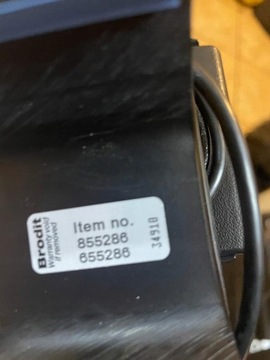 Brodit
Warranty void
if removed
Item no.
855286
655286
34910